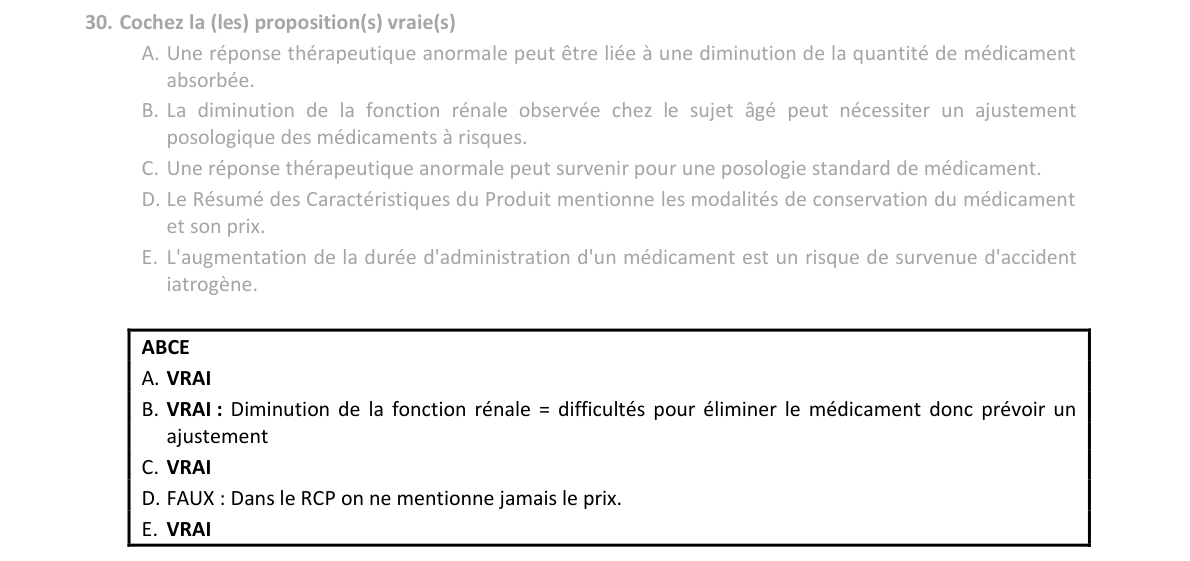 30. Cochez la (les) proposition(s) vraie(s)
A. Une réponse thérapeutique anormale peut être liée à une diminution de la quantité de médicament
absorbée.
B. La diminution de la fonction rénale observée chez le sujet âgé peut nécessiter un ajustement
posologique des médicaments à risques.
C. Une réponse thérapeutique anormale peut survenir pour une posologie standard de médicament.
D. Le Résumé des Caractéristiques du Produit mentionne les modalités de conservation du médicament
et son prix.
E. L'augmentation de la durée d'administration d'un médicament est un risque de survenue d'accident
iatrogène.
ABCE
A. VRAI
B. VRAI : Diminution de la fonction rénale = difficultés pour éliminer le médicament donc prévoir un
ajustement
C. VRAI
D. FAUX : Dans le RCP on ne mentionne jamais le prix.
E. VRAI